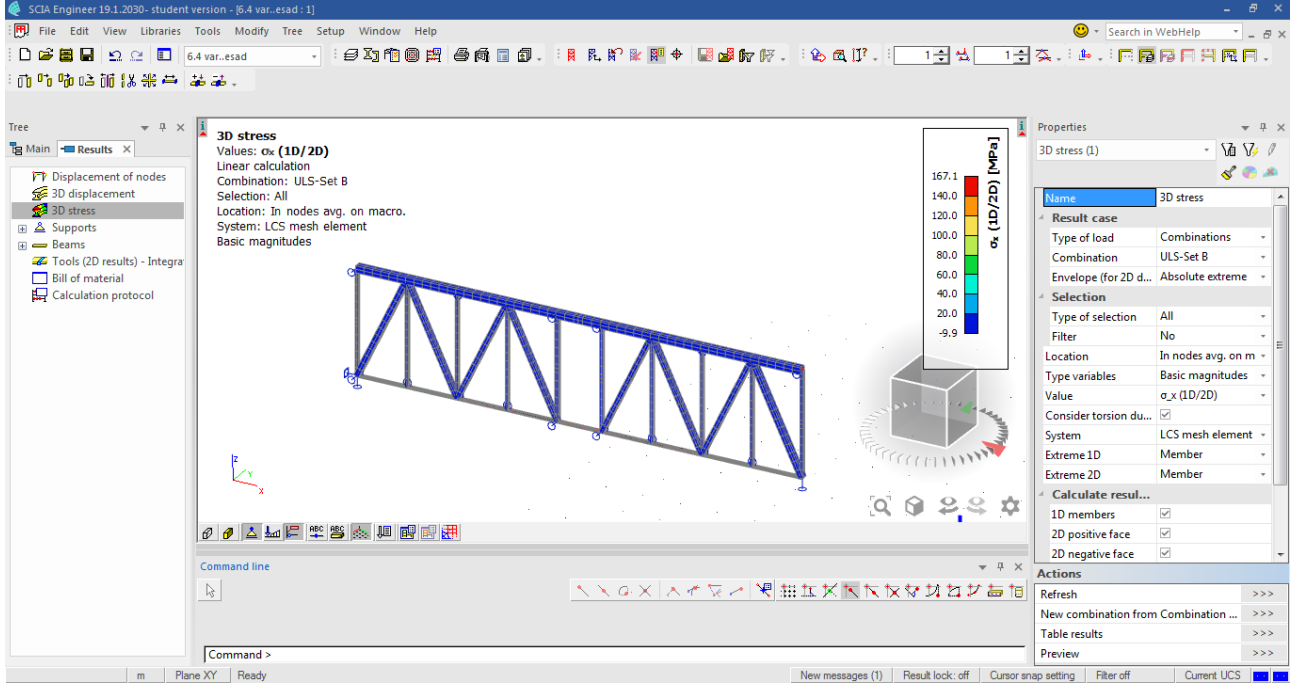 SCIA Engineer 19.1.2030- student version - [6.4 var..esad : 1]
File Edit View Libraries Tools Modify Tree Setup Window Help
Search in WebHelp
6.4 var..esad
1
1
Tree
Main
Results
Displacement of nodes
3D displacement
3D stress
Supports
Beams
Tools (2D results) - Integra
Bill of material
Calculation protocol
3D stress
Values: σx (1D/2D)
Linear calculation
Combination: ULS-Set B
Selection: All
Location: In nodes avg. on macro.
System: LCS mesh element
Basic magnitudes
167.1
140.0
120.0
100.0
80.0
60.0
40.0
20.0
-9.9
σx (1D/2D) [MPa]
z
Y
x
ABC
ABC
Command line
Command >
Properties
3D stress (1)
Name 3D stress
Result case
Type of load Combinations
Combination ULS-Set B
Envelope (for 2D d... Absolute extreme
Selection
Type of selection All
Filter No
Location In nodes avg. on m
Type variables Basic magnitudes
Value σ_x (1D/2D)
Consider torsion du...
System LCS mesh element
Extreme 1D Member
Extreme 2D Member
Calculate resul...
1D members
2D positive face
2D negative face
Actions
Refresh >>>
New combination from Combination ... >>>
Table results >>>
Preview >>>
m Plane XY Ready New messages (1) Result lock: off Cursor snap setting Filter off Current UCS